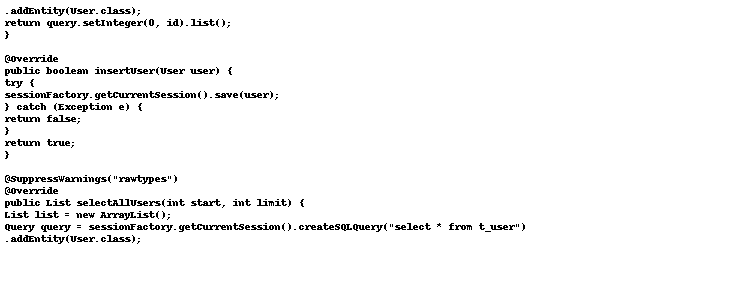 .addEntity(User.class);
return query.setInteger(0, id).list();
}

@Override
public boolean insertUser(User user) {
try {
sessionFactory.getCurrentSession().save(user);
} catch (Exception e) {
return false;
}
return true;
}

@SuppressWarnings("rawtypes")
@Override
public List selectAllUsers(int start, int limit) {
List list = new ArrayList();
Query query = sessionFactory.getCurrentSession().createSQLQuery("select * from t_user")
.addEntity(User.class);